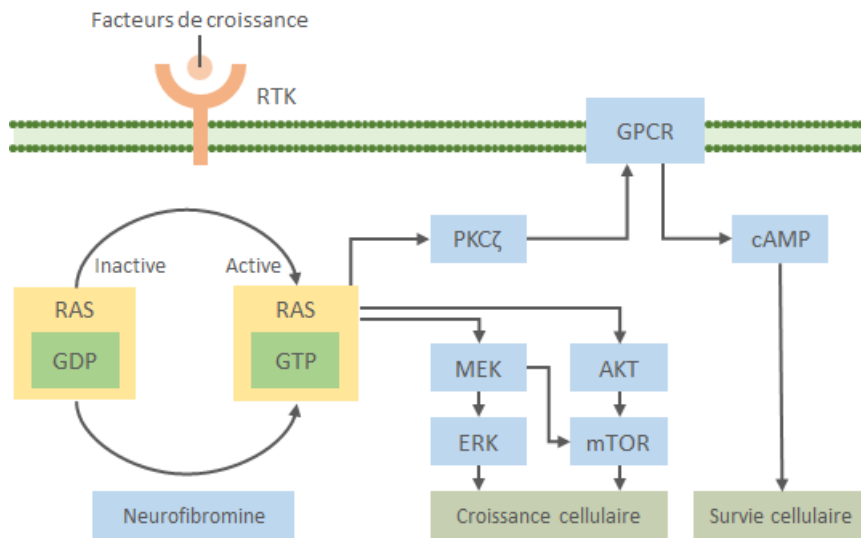 Facteurs de croissance
RTK
GPCR
PKCζ
cAMP
Inactive
Active
RAS
GDP
RAS
GTP
MEK
AKT
ERK
mTOR
Neurofibromine
Croissance cellulaire
Survie cellulaire